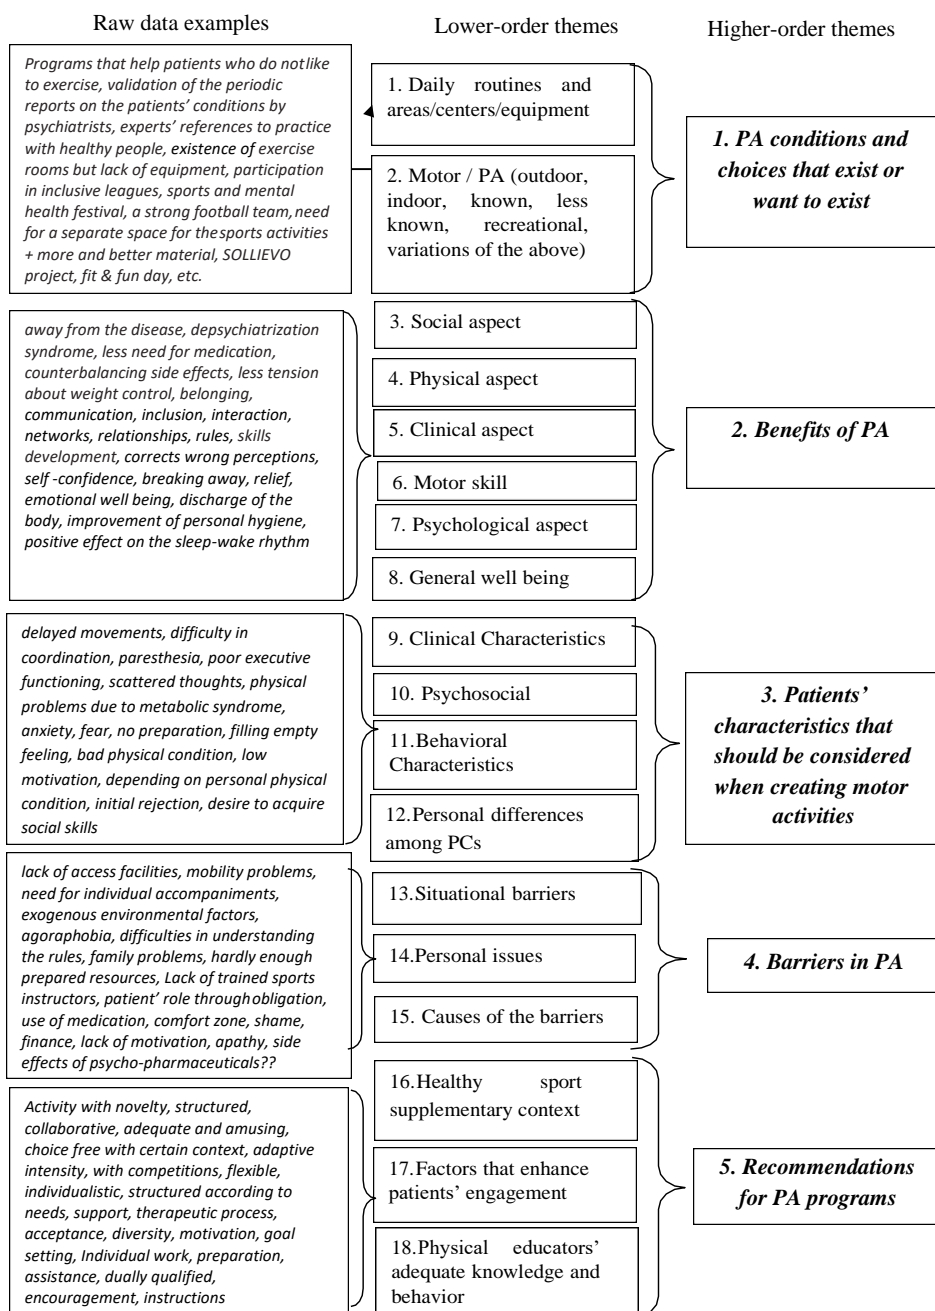 Raw data examples
Lower-order themes
Higher-order themes
Programs that help patients who do notlike
to exercise, validation of the periodic
reports on the patients’ conditions by
psychiatrists, experts’ references to practice
with healthy people, existence of exercise
rooms but lack of equipment, participation
in inclusive leagues, sports and mental
health festival, a strong football team, need
for a separate space for thesports activities
+ more and better material, SOLLIEVO
project, fit & fun day, etc.
1. Daily routines and
areas/centers/equipment
2. Motor / PA (outdoor,
indoor, known, less
known, recreational,
variations of the above)
1. PA conditions and
choices that exist or
want to exist
away from the disease, depsychiatrization
syndrome, less need for medication,
counterbalancing side effects, less tension
about weight control, belonging,
communication, inclusion, interaction,
networks, relationships, rules, skills
development, corrects wrong perceptions,
self -confidence, breaking away, relief,
emotional well being, discharge of the
body, improvement of personal hygiene,
positive effect on the sleep-wake rhythm
3. Social aspect
4. Physical aspect
5. Clinical aspect
6. Motor skill
7. Psychological aspect
8. General well being
2. Benefits of PA
delayed movements, difficulty in
coordination, paresthesia, poor executive
functioning, scattered thoughts, physical
problems due to metabolic syndrome,
anxiety, fear, no preparation, filling empty
feeling, bad physical condition, low
motivation, depending on personal physical
condition, initial rejection, desire to acquire
social skills
9. Clinical Characteristics
10. Psychosocial
11.Behavioral
Characteristics
12.Personal differences
among PCs
3. Patients’
characteristics that
should be considered
when creating motor
activities
lack of access facilities, mobility problems,
need for individual accompaniments,
exogenous environmental factors,
agoraphobia, difficulties in understanding
the rules, family problems, hardly enough
prepared resources, Lack of trained sports
instructors, patient’ role throughobligation,
use of medication, comfort zone, shame,
finance, lack of motivation, apathy, side
effects of psycho-pharmaceuticals??
13.Situational barriers
14.Personal issues
15. Causes of the barriers
4. Barriers in PA
Activity with novelty, structured,
collaborative, adequate and amusing,
choice free with certain context, adaptive
intensity, with competitions, flexible,
individualistic, structured according to
needs, support, therapeutic process,
acceptance, diversity, motivation, goal
setting, Individual work, preparation,
assistance, dually qualified,
encouragement, instructions
16.Healthy sport
supplementary context
17.Factors that enhance
patients’ engagement
18.Physical educators’
adequate knowledge and
behavior
5. Recommendations
for PA programs